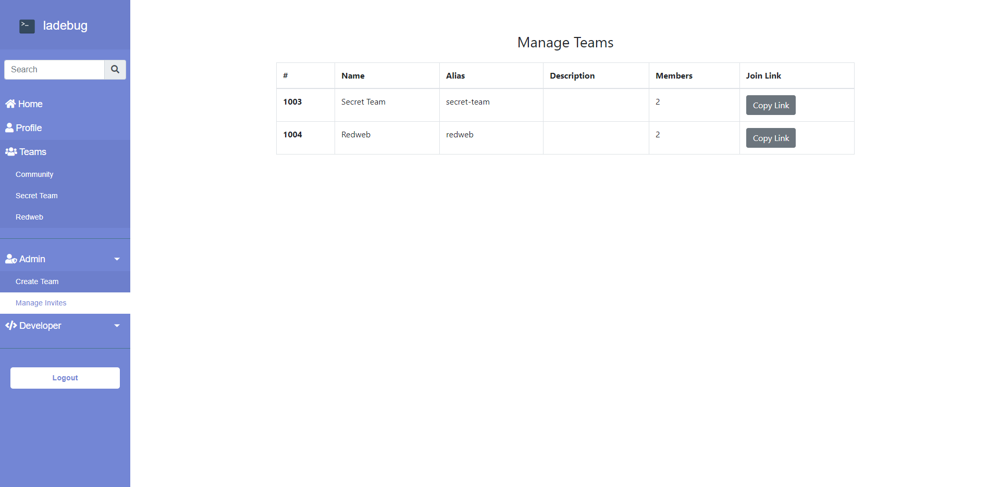 ladebug
Search
Home
Profile
Teams
Community
Secret Team
Redweb
Admin
Create Team
Manage Invites
Developer
Logout
Manage Teams
# Name Alias Description Members Join Link
1003 Secret Team secret-team 2 Copy Link
1004 Redweb redweb 2 Copy Link